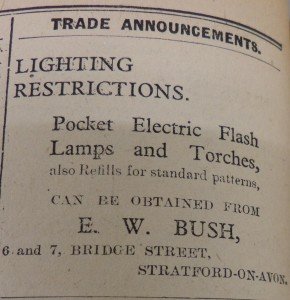 TRADE ANNOUNCEMENTS.
LIGHTING
RESTRICTIONS.
Pocket Electric Flash
Lamps and Torches,
also Refills for standard patterns,
CAN BE OBTAINED FROM
E. W. BUSH,
6 and 7, BRIDGE STREET,
STRATFORD-ON-AVON.